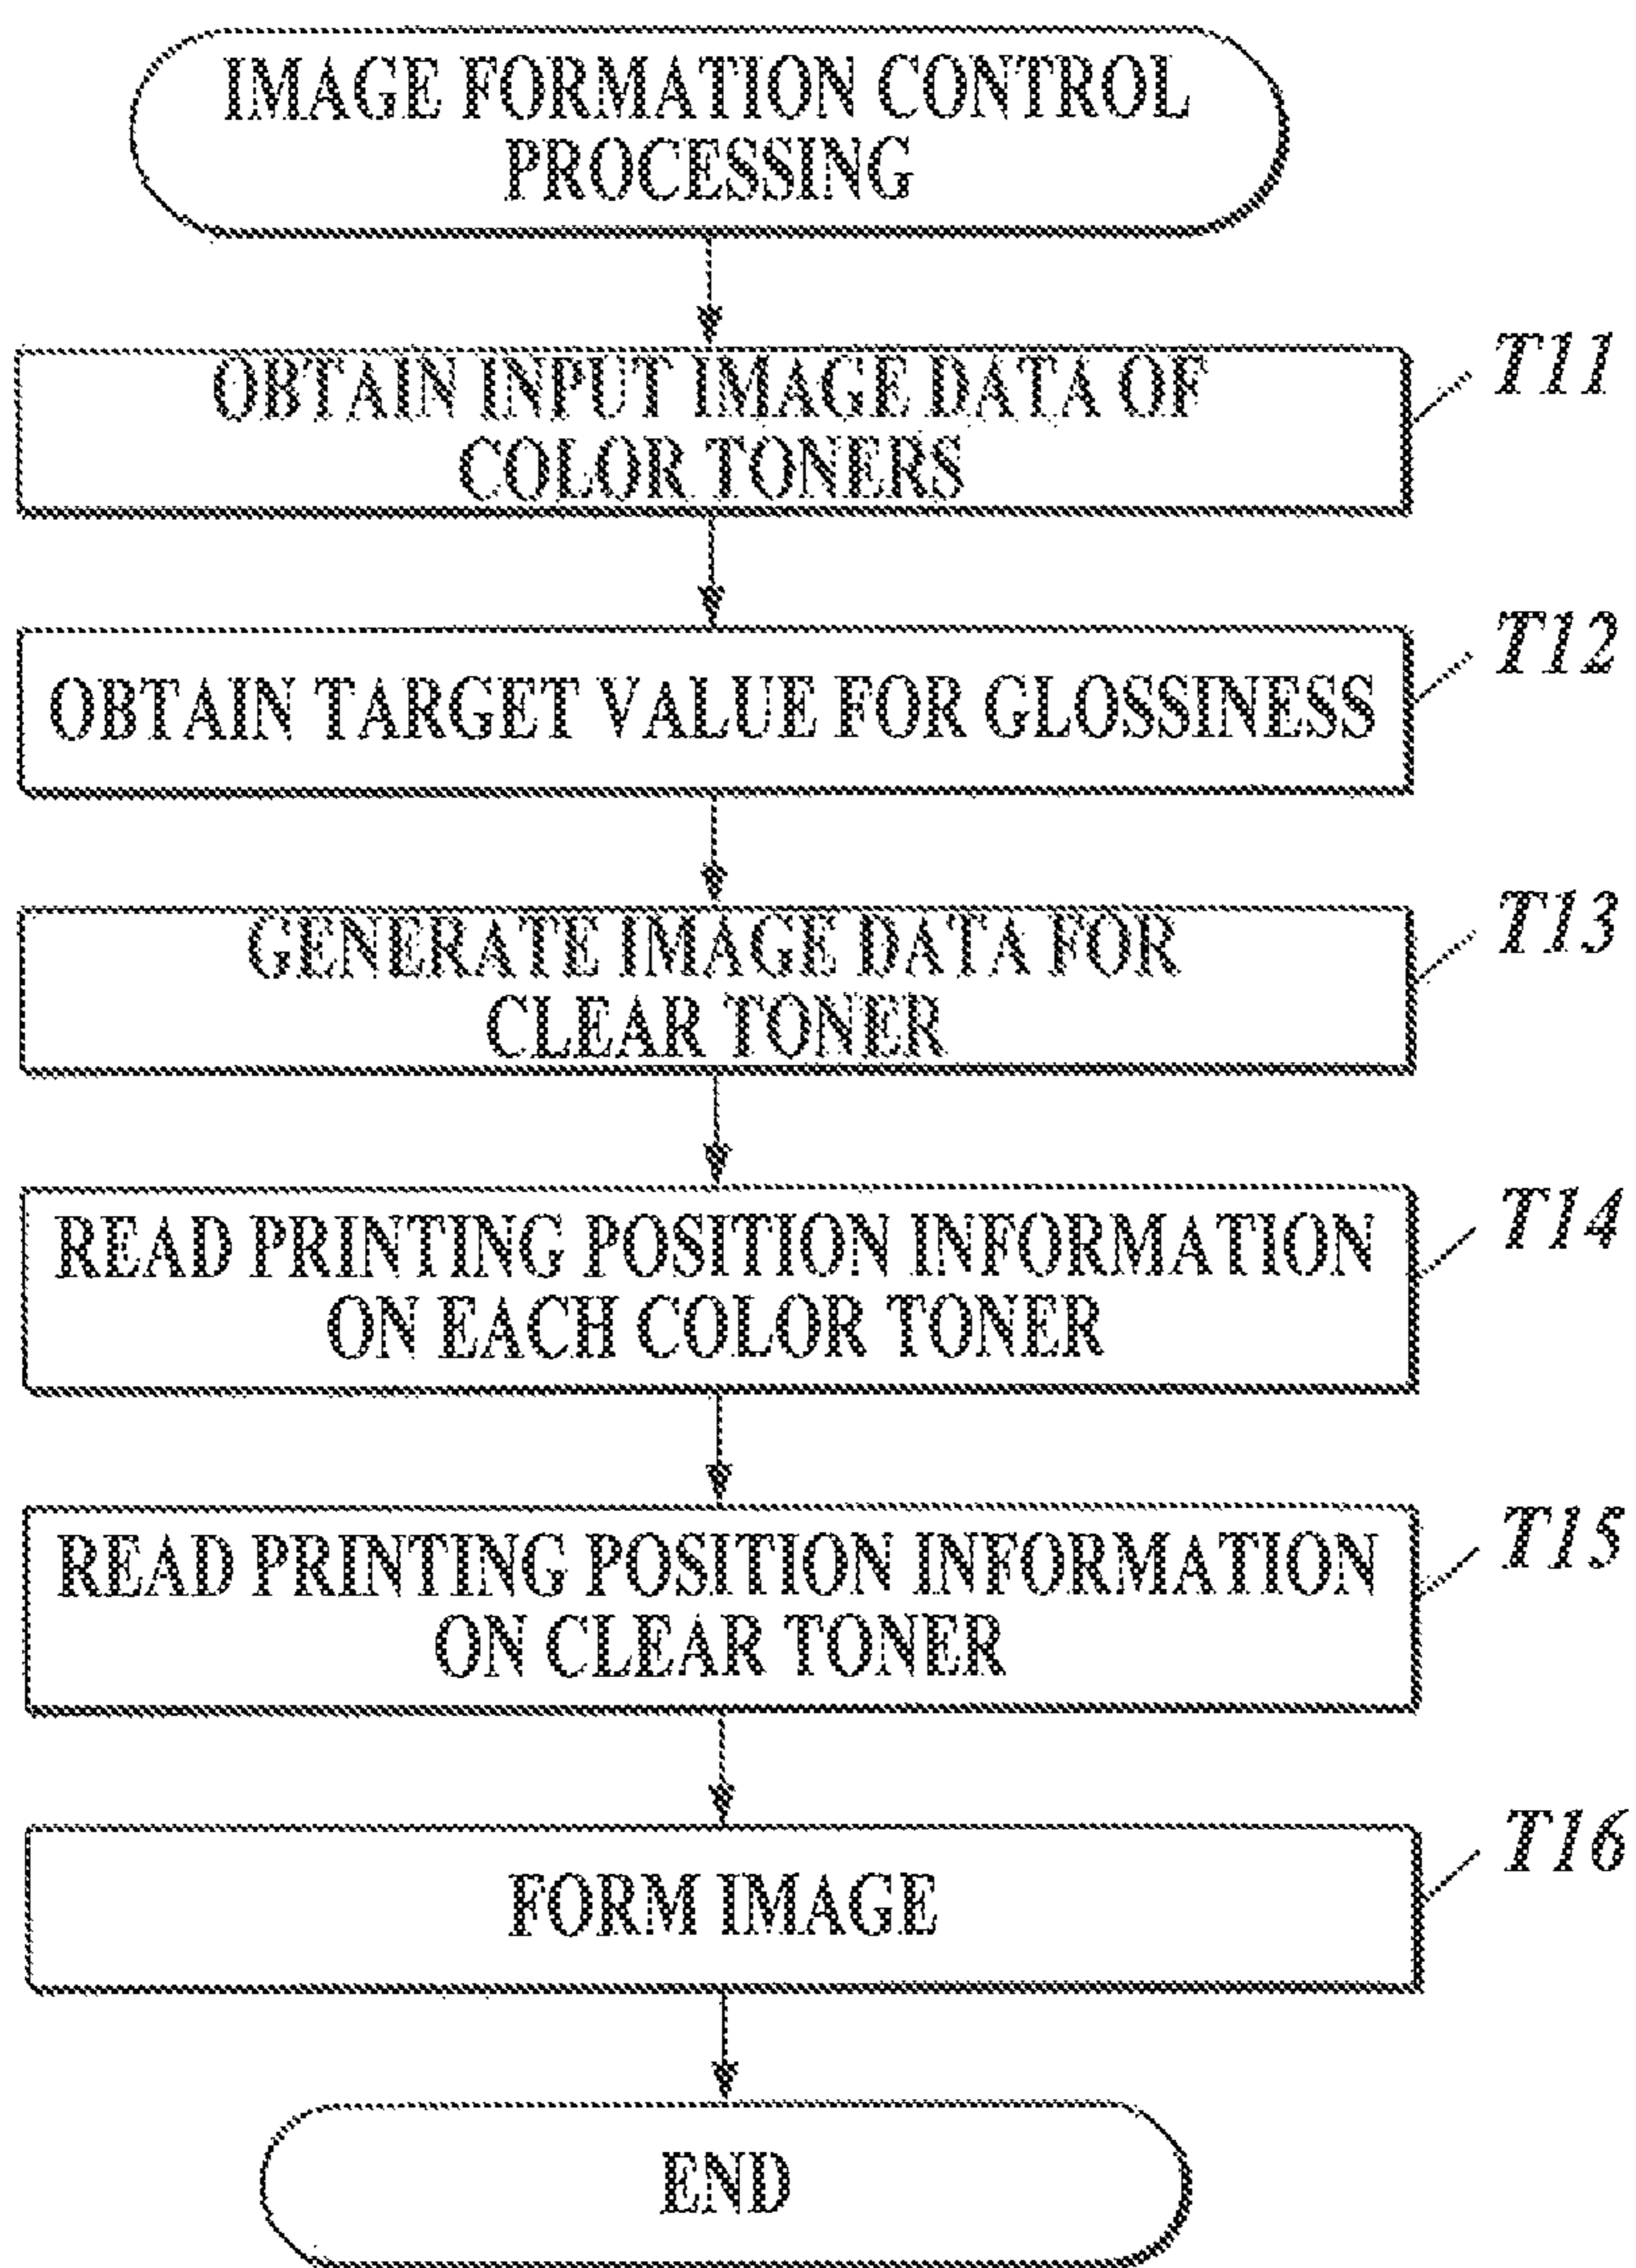 IMAGE FORMATION CONTROL
PROCESSING
OBTAIN INPUT IMAGE DATA OF
COLOR TONERS
T11
OBTAIN TARGET VALUE FOR GLOSSINESS
T12
GENERATE IMAGE DATA FOR
CLEAR TONER
T13
READ PRINTING POSITION INFORMATION
ON EACH COLOR TONER
T14
READ PRINTING POSITION INFORMATION
ON CLEAR TONER
T15
FORM IMAGE
T16
END